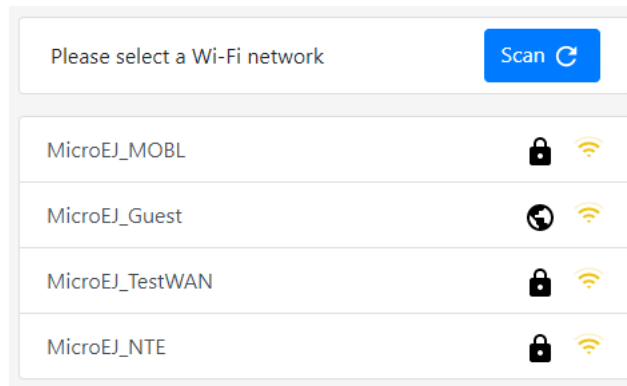 Please select a Wi-Fi network
Scan
MicroEJ_MOBL
MicroEJ_Guest
MicroEJ_TestWAN
MicroEJ_NTE